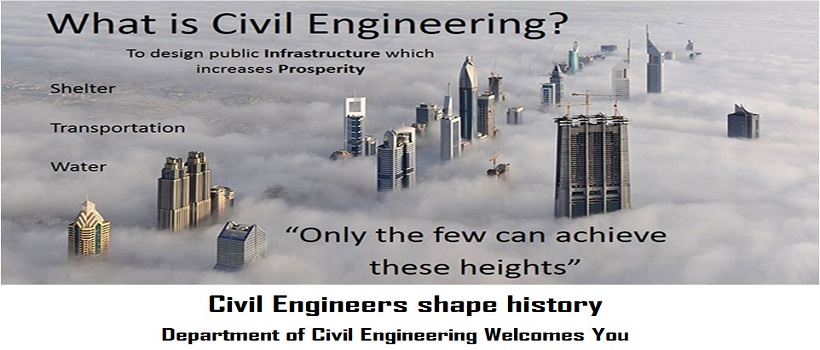 What is Civil Engineering?
To design public Infrastructure which
increases Prosperity
Shelter
Transportation
Water
“Only the few can achieve
these heights”
Civil Engineers shape history
Department of Civil Engineering Welcomes You